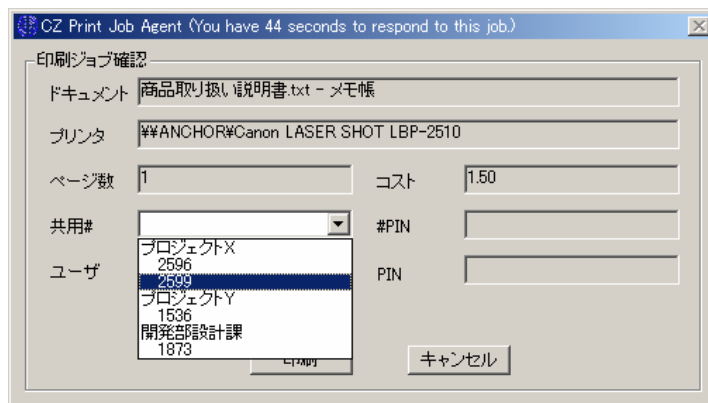 CZ Print Job Agent (You have 44 seconds to respond to this job.)
印刷ジョブ確認
ドキュメント 商品取り扱い説明書.txt - メモ帳
プリンタ ¥¥ANCHOR¥Canon LASER SHOT LBP-2510
ページ数 1 コスト 1.50
共用# #PIN
プロジェクトX
2596
ユーザ 2599 PIN
プロジェクトY
1536
開発部設計課
1873
キャンセル